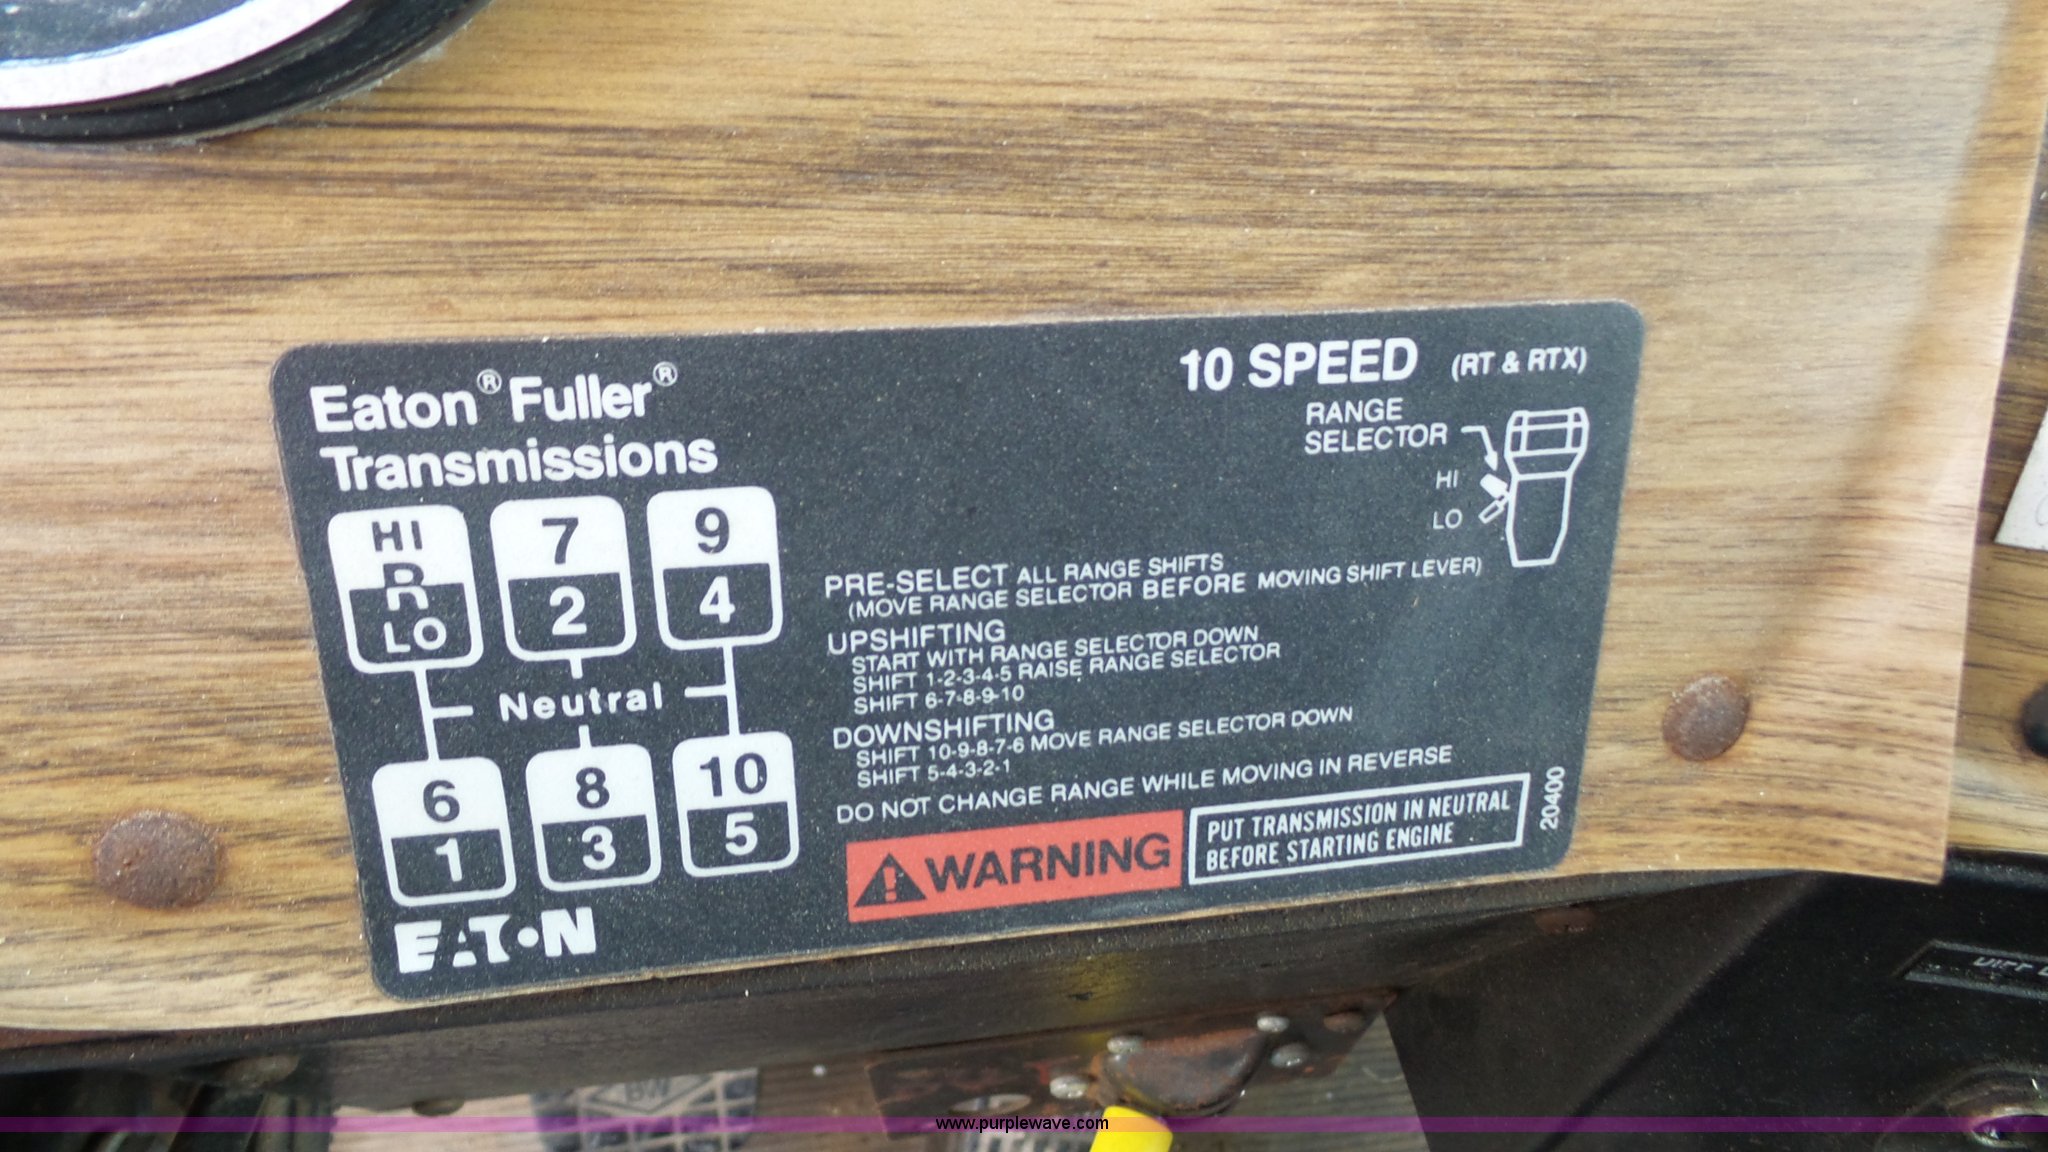 Eaton® Fuller®
Transmissions
10 SPEED (RT & RTX)
RANGE
SELECTOR
HI
LO
HI
R
LO
7
2
9
4
Neutral
6
1
8
3
10
5
PRE-SELECT ALL RANGE SHIFTS
(MOVE RANGE SELECTOR BEFORE MOVING SHIFT LEVER)
UPSHIFTING
START WITH RANGE SELECTOR DOWN
SHIFT 1-2-3-4-5 RAISE RANGE SELECTOR
SHIFT 6-7-8-9-10
DOWNSHIFTING
SHIFT 10-9-8-7-6 MOVE RANGE SELECTOR DOWN
SHIFT 5-4-3-2-1
DO NOT CHANGE RANGE WHILE MOVING IN REVERSE
WARNING
PUT TRANSMISSION IN NEUTRAL
BEFORE STARTING ENGINE
20400
EATON
BW
www.purplewave.com